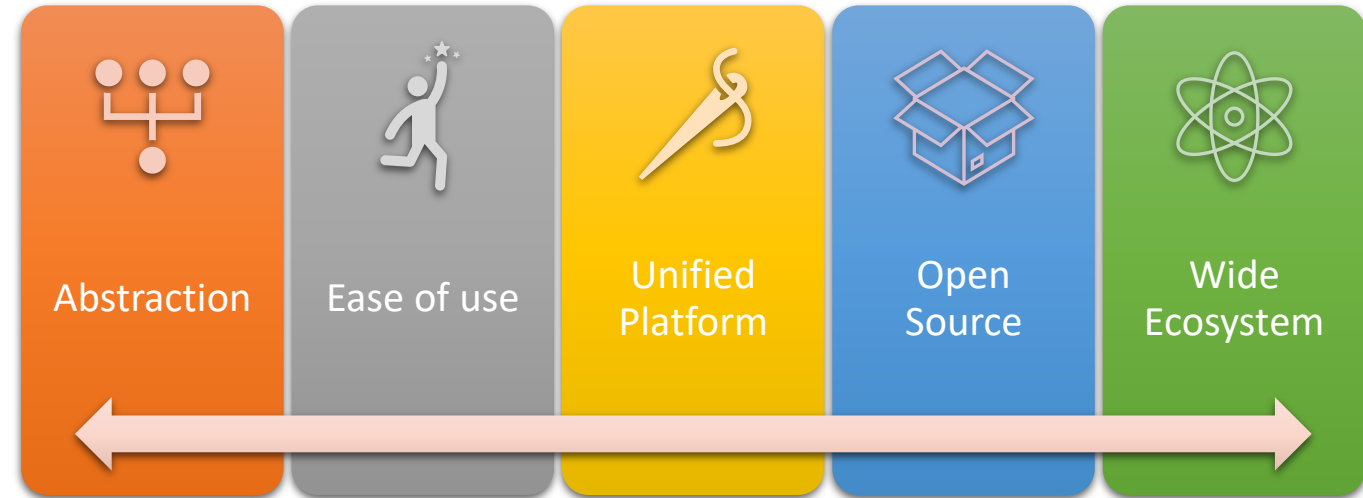 Abstraction
Ease of use
Unified
Platform
Open
Source
Wide
Ecosystem